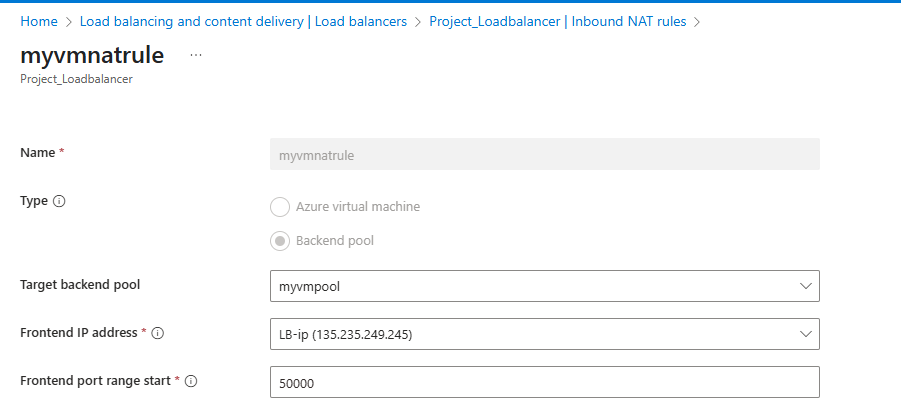 Home > Load balancing and content delivery | Load balancers > Project_Loadbalancer | Inbound NAT rules >
myvmnatrule ...
Project_Loadbalancer
Name * myvmnatrule
Type Azure virtual machine
Backend pool
Target backend pool myvmpool
Frontend IP address * LB-ip (135.235.249.245)
Frontend port range start * 50000